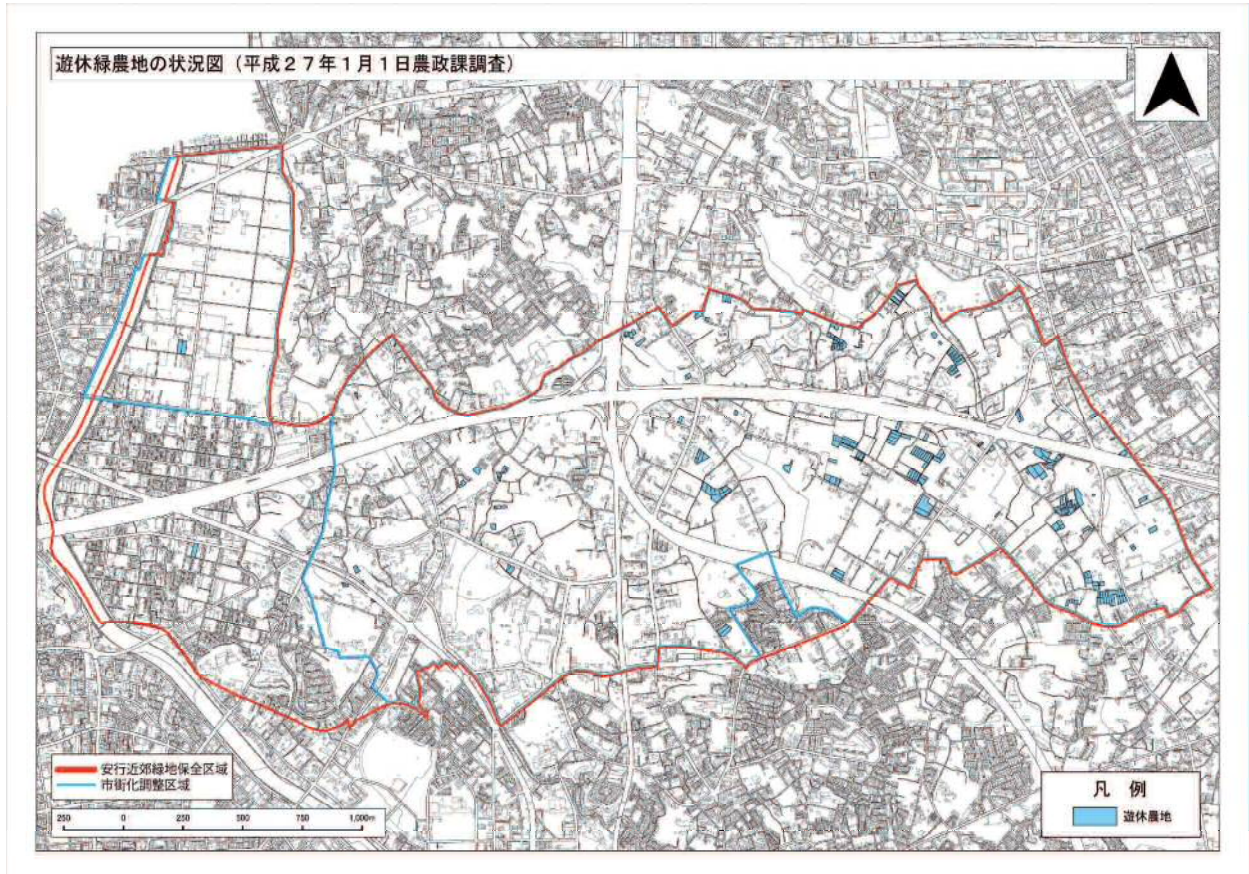 遊休緑農地の状況図（平成２７年１月１日農政課調査）
安行近郊緑地保全区域
市街化調整区域
250 0 250 500 750 1,000m
凡 例
遊休農地